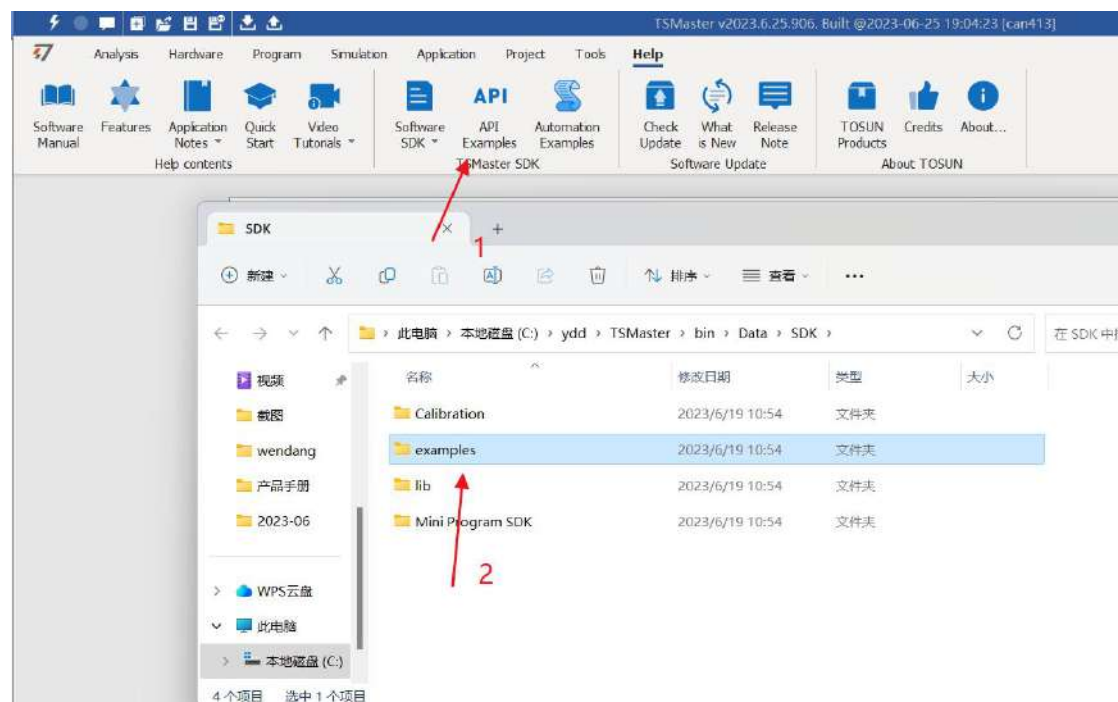 TSMaster v2023.6.25.906. Built @2023-06-25 19:04:23 [can413]
Analysis Hardware Program Simulation Application Project Tools Help
Software Manual Features Application Notes Quick Start Video Tutorials Software SDK API API Examples Automation Examples Check Update What is New Release Note TOSUN Products Credits About...
Help contents TSMaster SDK Software Update About TOSUN
SDK
1
新建 排序 查看 ...
此电脑 > 本地磁盘 (C:) > ydd > TSMaster > bin > Data > SDK > 在 SDK 中
视频 名称 修改日期 类型 大小
截图 Calibration 2023/6/19 10:54 文件夹
wendang examples 2023/6/19 10:54 文件夹
产品手册 lib 2023/6/19 10:54 文件夹
2023-06 Mini Program SDK 2023/6/19 10:54 文件夹
2
WPS云盘
此电脑
本地磁盘 (C:)
4 个项目 选中 1 个项目